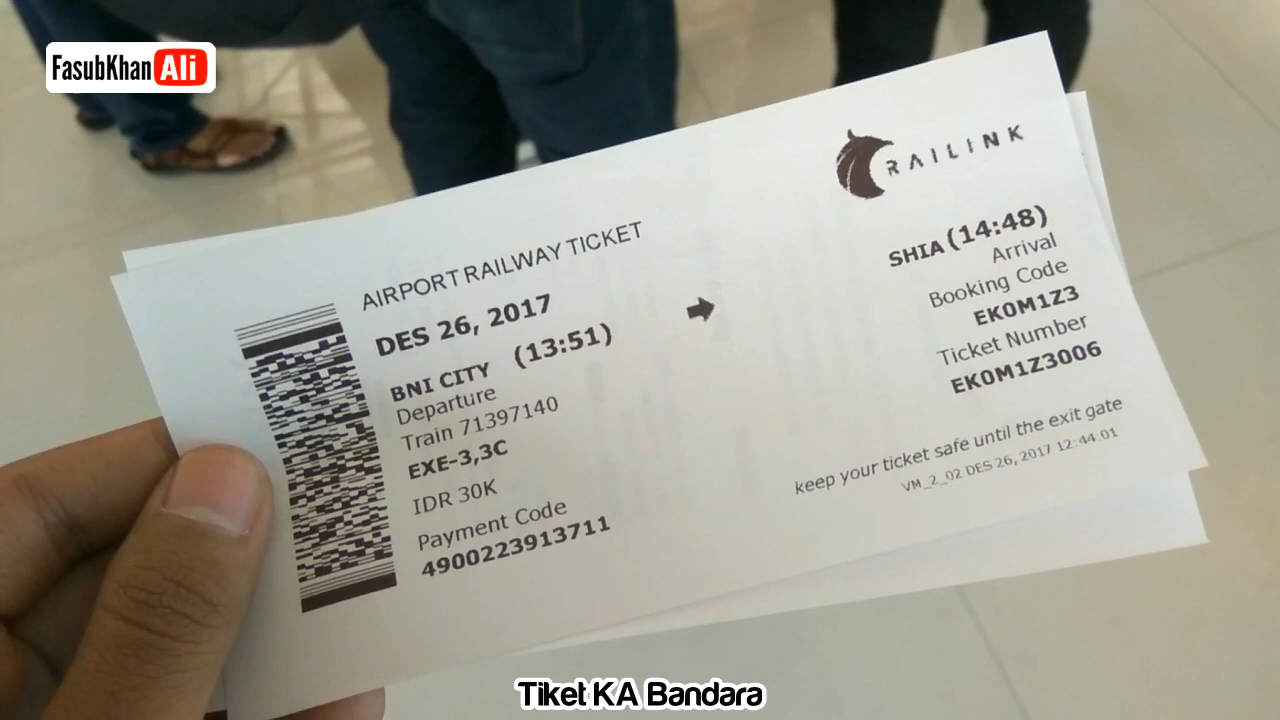 FasubKhan Ali
RAILINK
AIRPORT RAILWAY TICKET
DES 26, 2017
BNI CITY (13:51)
Departure
Train 71397140
EXE-3,3C
IDR 30K
Payment Code
4900223913711
SHIA (14:48)
Arrival
Booking Code
EK0M1Z3
Ticket Number
EK0M1Z3006
keep your ticket safe until the exit gate
VM_2_02 DES 26, 2017 12:44:01
Tiket KA Bandara